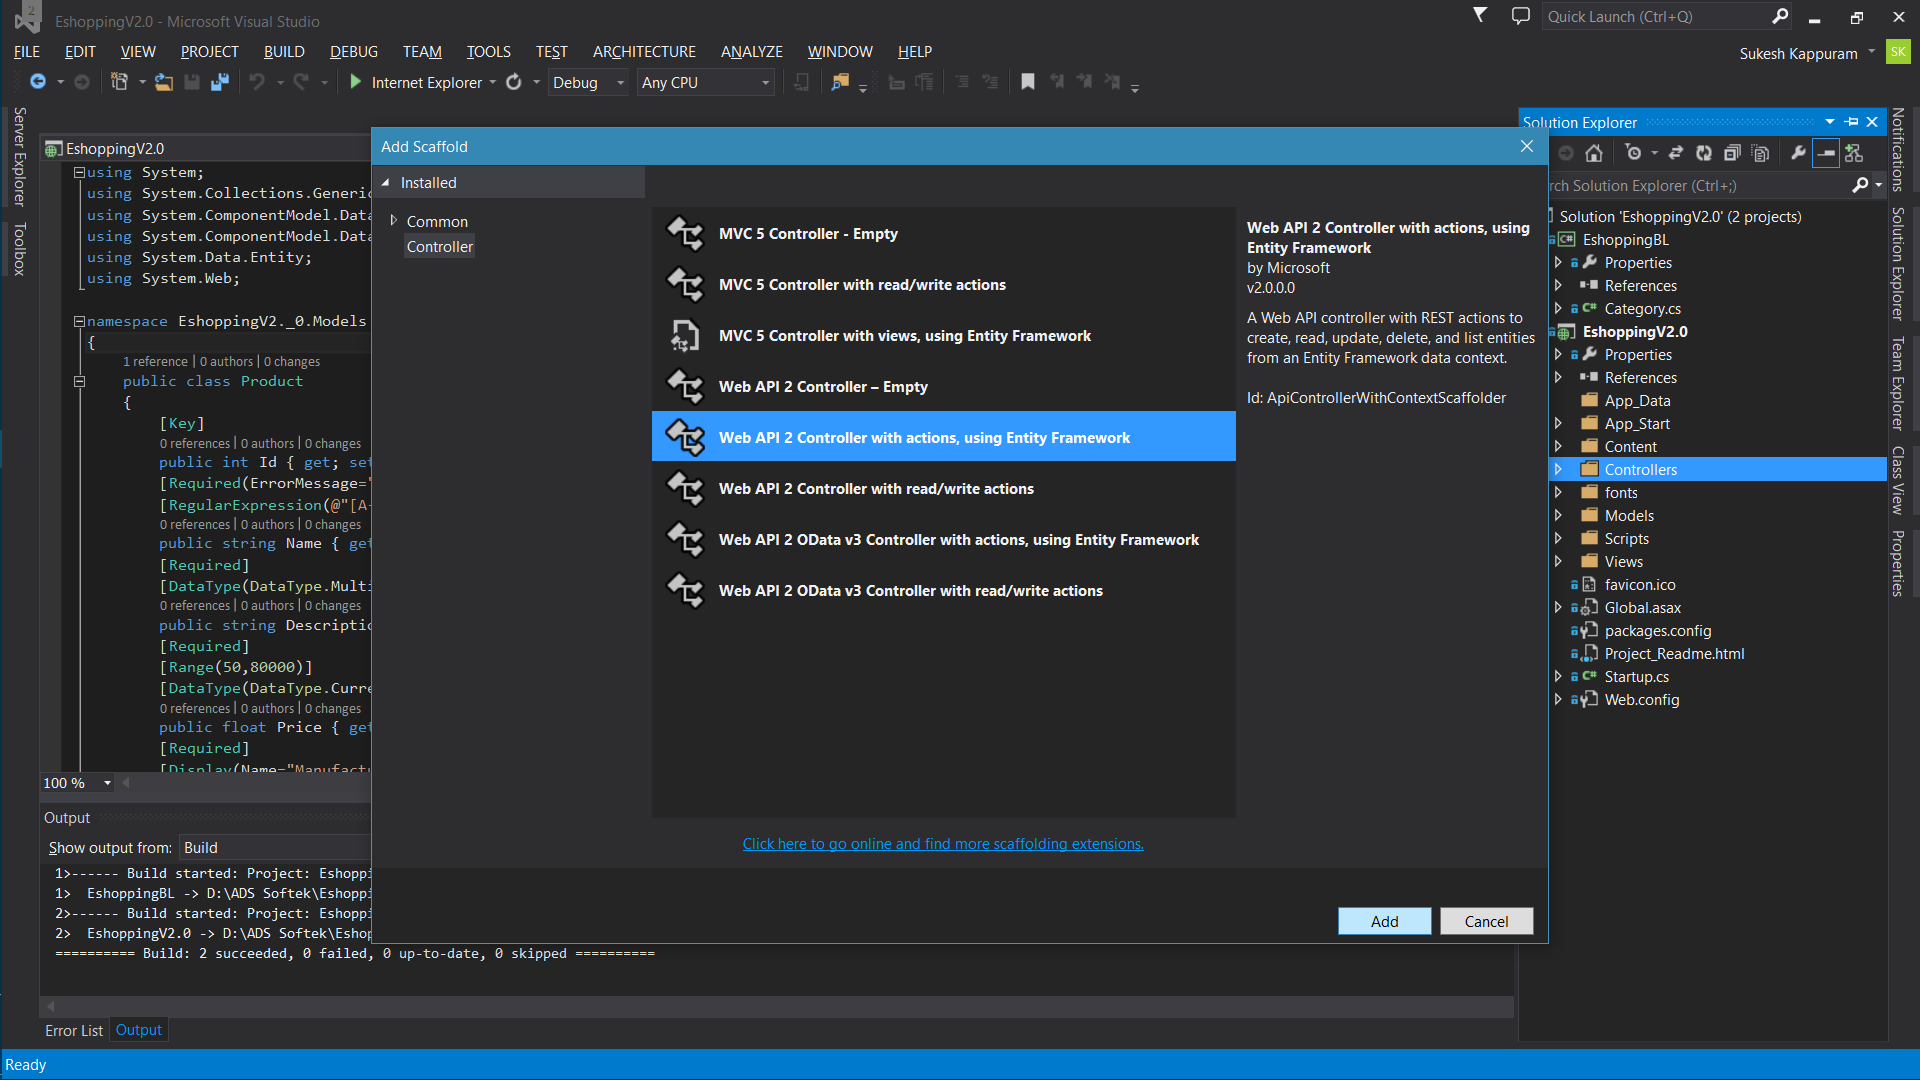 2
EshoppingV2.0 - Microsoft Visual Studio
Quick Launch (Ctrl+Q)
FILE EDIT VIEW PROJECT BUILD DEBUG TEAM TOOLS TEST ARCHITECTURE ANALYZE WINDOW HELP
Sukesh Kappuram SK
Internet Explorer Debug Any CPU
Server Explorer
Toolbox
EshoppingV2.0
using System;
using System.Collections.Generic
using System.ComponentModel.Data
using System.ComponentModel.Data
using System.Data.Entity;
using System.Web;
namespace EshoppingV2._0.Models
{
1 reference | 0 authors | 0 changes
public class Product
{
[Key]
0 references | 0 authors | 0 changes
public int Id { get; set
[Required(ErrorMessage="
[RegularExpression(@"[A-
0 references | 0 authors | 0 changes
public string Name { get
[Required]
[DataType(DataType.Multi
0 references | 0 authors | 0 changes
public string Descriptio
[Required]
[Range(50,80000)]
[DataType(DataType.Curre
0 references | 0 authors | 0 changes
public float Price { get
[Required]
[Display(Name="Manufactu
100 %
Output
Show output from: Build
1>------ Build started: Project: Eshoppi
1> EshoppingBL -> D:\ADS Softek\Eshoppi
2>------ Build started: Project: Eshoppi
2> EshoppingV2.0 -> D:\ADS Softek\Eshop
========== Build: 2 succeeded, 0 failed, 0 up-to-date, 0 skipped ==========
Error List Output
Ready
Add Scaffold
Installed
Common
Controller
MVC 5 Controller - Empty
MVC 5 Controller with read/write actions
MVC 5 Controller with views, using Entity Framework
Web API 2 Controller – Empty
Web API 2 Controller with actions, using Entity Framework
Web API 2 Controller with read/write actions
Web API 2 OData v3 Controller with actions, using Entity Framework
Web API 2 OData v3 Controller with read/write actions
Web API 2 Controller with actions, using
Entity Framework
by Microsoft
v2.0.0.0
A Web API controller with REST actions to
create, read, update, delete, and list entities
from an Entity Framework data context.
Id: ApiControllerWithContextScaffolder
Click here to go online and find more scaffolding extensions.
Add Cancel
Solution Explorer
rch Solution Explorer (Ctrl+;)
Solution 'EshoppingV2.0' (2 projects)
C# EshoppingBL
Properties
References
C# Category.cs
EshoppingV2.0
Properties
References
App_Data
App_Start
Content
Controllers
fonts
Models
Scripts
Views
favicon.ico
Global.asax
packages.config
Project_Readme.html
C# Startup.cs
Web.config
Notifications
Solution Explorer
Team Explorer
Class View
Properties